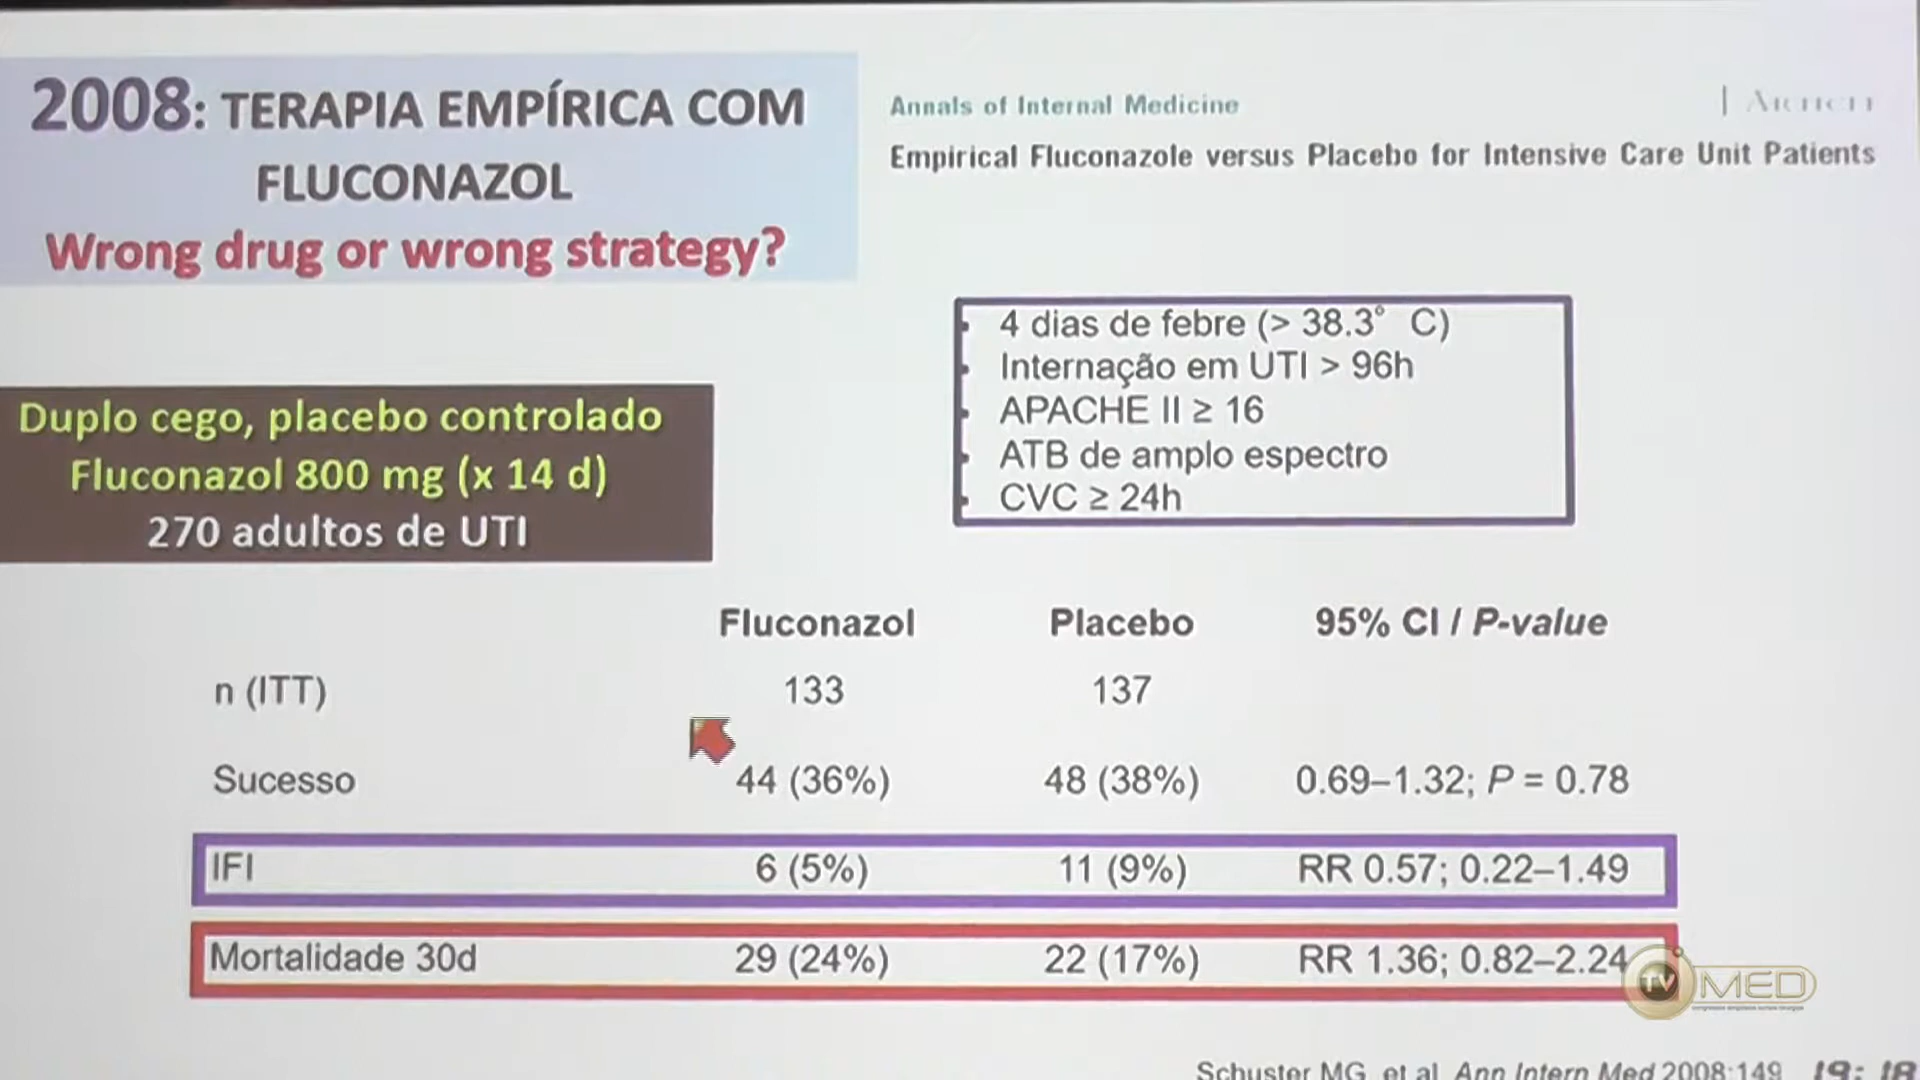 2008: TERAPIA EMPÍRICA COM
FLUCONAZOL
Wrong drug or wrong strategy?
Annals of Internal Medicine
Empirical Fluconazole versus Placebo for Intensive Care Unit Patients
4 dias de febre (> 38.3° C)
Internação em UTI > 96h
APACHE II ≥ 16
ATB de amplo espectro
CVC ≥ 24h
Duplo cego, placebo controlado
Fluconazol 800 mg (x 14 d)
270 adultos de UTI
Fluconazol Placebo 95% CI / P-value
n (ITT) 133 137
Sucesso 44 (36%) 48 (38%) 0.69–1.32; P = 0.78
IFI 6 (5%) 11 (9%) RR 0.57; 0.22–1.49
Mortalidade 30d 29 (24%) 22 (17%) RR 1.36; 0.82–2.24
TV MED
Schuster MG, et al. Ann Intern Med 2008;149
19:18